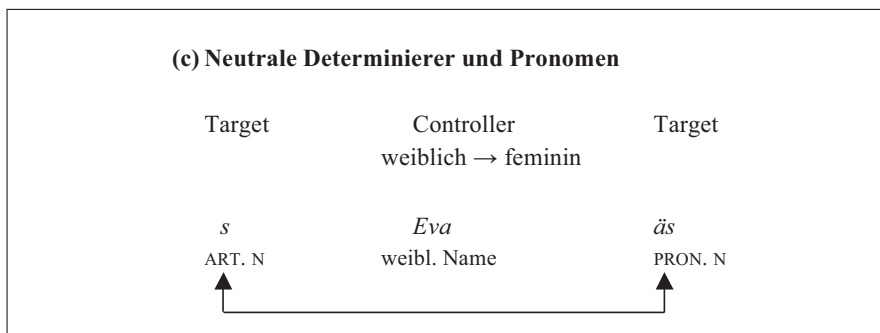 (c) Neutrale Determinierer und Pronomen
Target Controller Target
weiblich → feminin
s Eva äs
ART. N weibl. Name PRON. N